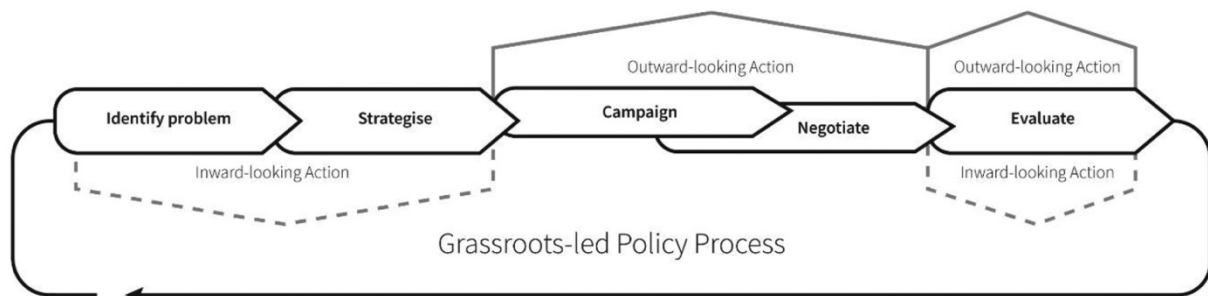 Outward-looking Action
Outward-looking Action
Identify problem
Strategise
Campaign
Negotiate
Evaluate
Inward-looking Action
Inward-looking Action
Grassroots-led Policy Process